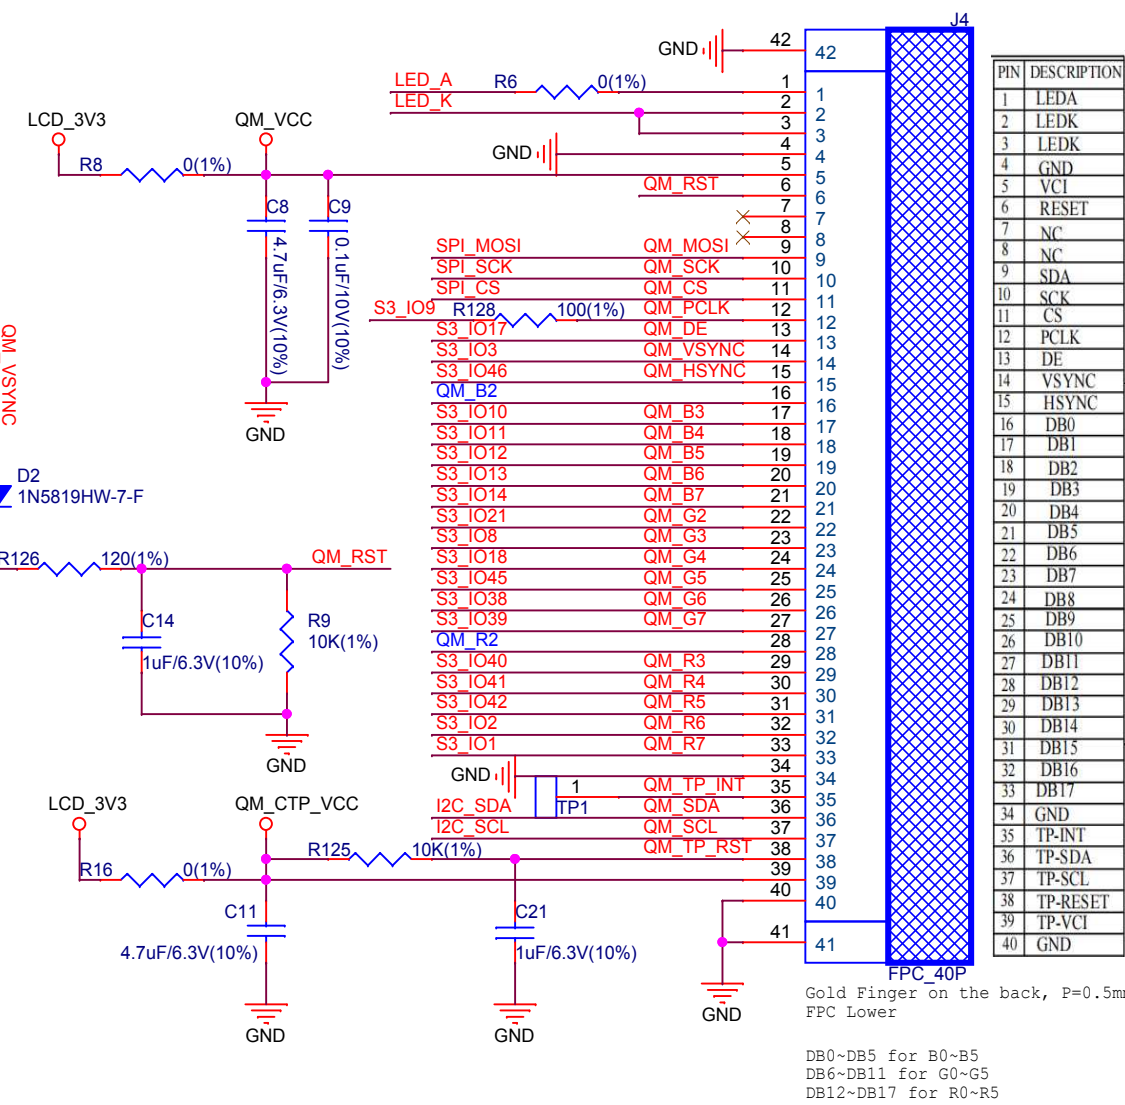 J4
GND 42 42
LED_A R6 0(1%) 1 1
LED_K 2 2
3 3
GND 4 4
5 5
QM_RST 6 6
7 7
8 8
SPI_MOSI QM_MOSI 9 9
SPI_SCK QM_SCK 10 10
SPI_CS QM_CS 11 11
S3_IO9 R128 100(1%) QM_PCLK 12 12
S3_IO17 QM_DE 13 13
S3_IO3 QM_VSYNC 14 14
S3_IO46 QM_HSYNC 15 15
QM_B2 16 16
S3_IO10 QM_B3 17 17
S3_IO11 QM_B4 18 18
S3_IO12 QM_B5 19 19
S3_IO13 QM_B6 20 20
S3_IO14 QM_B7 21 21
S3_IO21 QM_G2 22 22
S3_IO8 QM_G3 23 23
S3_IO18 QM_G4 24 24
S3_IO45 QM_G5 25 25
S3_IO38 QM_G6 26 26
S3_IO39 QM_G7 27 27
QM_R2 28 28
S3_IO40 QM_R3 29 29
S3_IO41 QM_R4 30 30
S3_IO42 QM_R5 31 31
S3_IO2 QM_R6 32 32
S3_IO1 QM_R7 33 33
GND 34 34
1 QM_TP_INT 35 35
TP1
I2C_SDA QM_SDA 36 36
I2C_SCL QM_SCL 37 37
QM_TP_RST 38 38
39 39
40 40
41 41
GND
FPC_40P
LCD_3V3 QM_VCC
R8 0(1%)
C8 C9
4.7uF/6.3V(10%)
0.1uF/10V(10%)
GND
QM_VSYNC
D2
1N5819HW-7-F
R126 120(1%) QM_RST
C14
1uF/6.3V(10%)
R9
10K(1%)
GND
LCD_3V3 QM_CTP_VCC
R125 10K(1%)
R16 0(1%)
C11
4.7uF/6.3V(10%)
C21
1uF/6.3V(10%)
GND GND
PIN DESCRIPTION
1 LEDA
2 LEDK
3 LEDK
4 GND
5 VCI
6 RESET
7 NC
8 NC
9 SDA
10 SCK
11 CS
12 PCLK
13 DE
14 VSYNC
15 HSYNC
16 DB0
17 DB1
18 DB2
19 DB3
20 DB4
21 DB5
22 DB6
23 DB7
24 DB8
25 DB9
26 DB10
27 DB11
28 DB12
29 DB13
30 DB14
31 DB15
32 DB16
33 DB17
34 GND
35 TP-INT
36 TP-SDA
37 TP-SCL
38 TP-RESET
39 TP-VCI
40 GND
Gold Finger on the back, P=0.5m
FPC Lower
DB0~DB5 for B0~B5
DB6~DB11 for G0~G5
DB12~DB17 for R0~R5